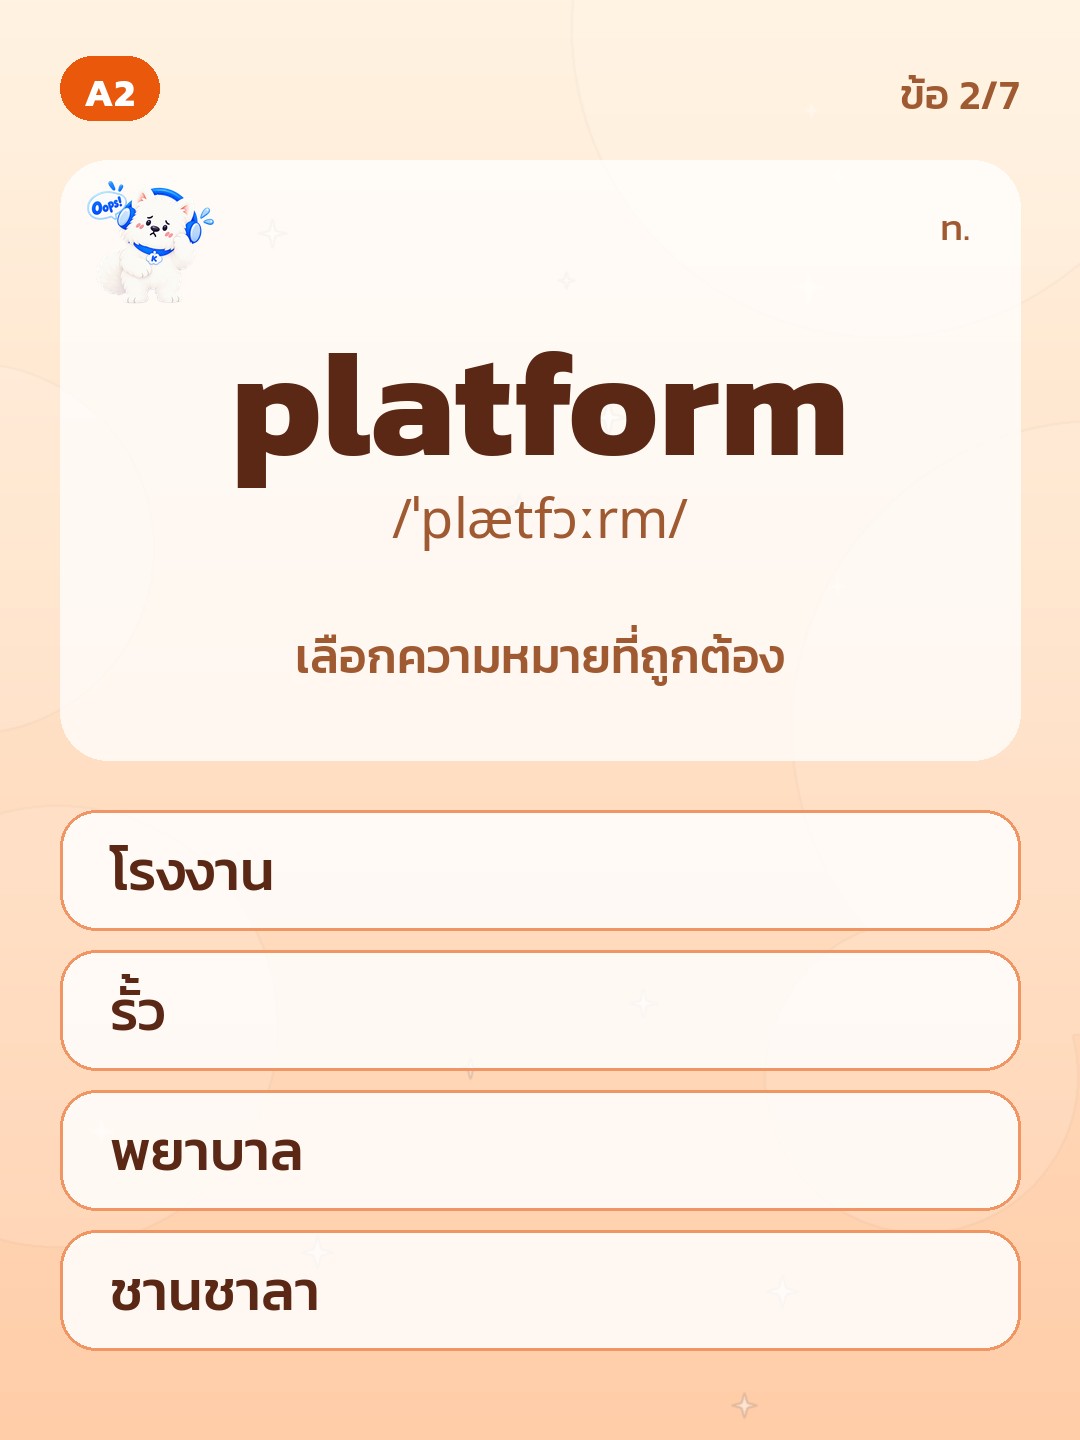 A2
ข้อ 2/7
Oops!
n.
K
platform
/ˈplætfɔːrm/
เลือกความหมายที่ถูกต้อง
โรงงาน
รั้ว
พยาบาล
ชานชาลา